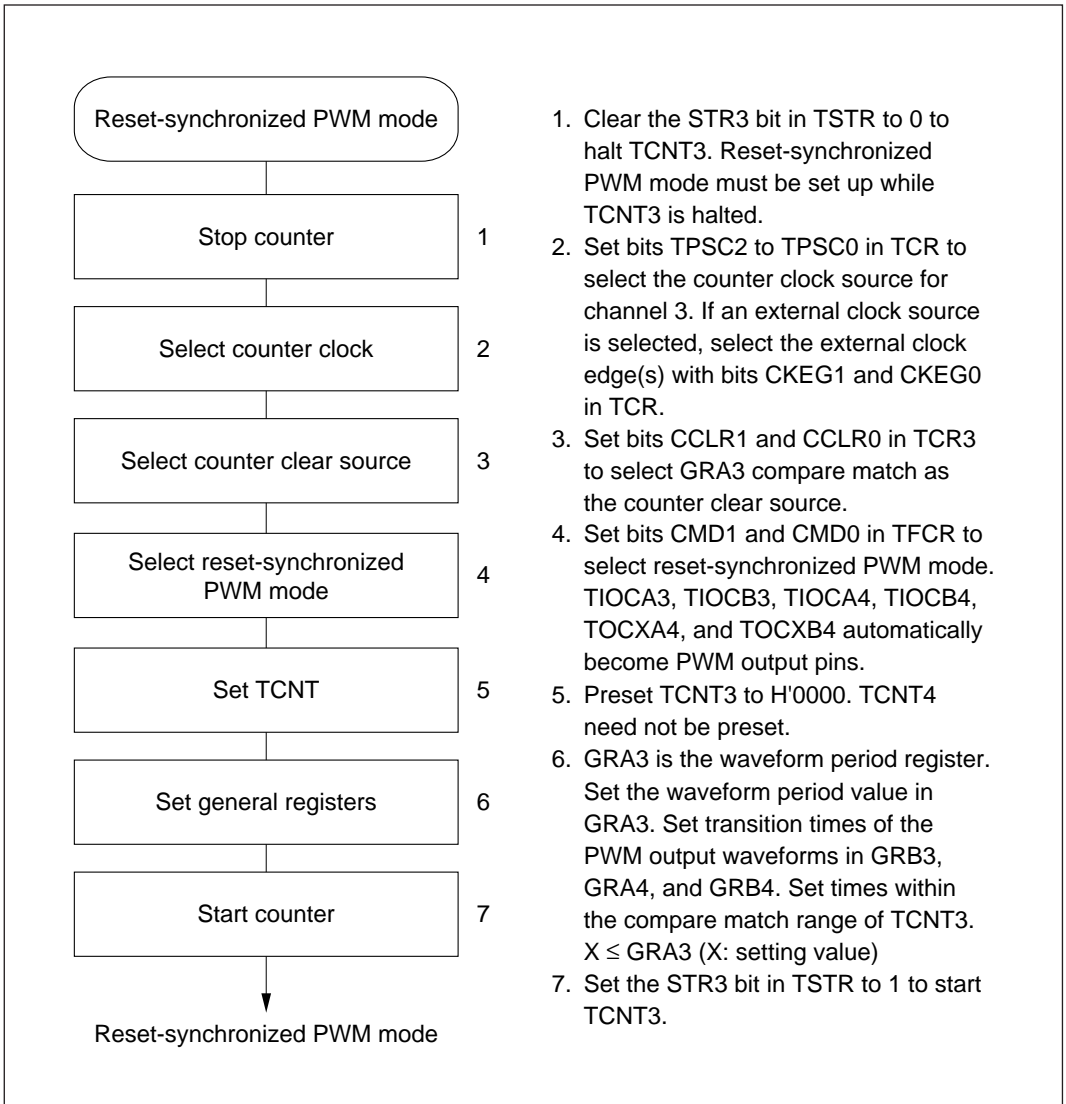 Reset-synchronized PWM mode
Stop counter
1
Select counter clock
2
Select counter clear source
3
Select reset-synchronized
PWM mode
4
Set TCNT
5
Set general registers
6
Start counter
7
Reset-synchronized PWM mode
1. Clear the STR3 bit in TSTR to 0 to
halt TCNT3. Reset-synchronized
PWM mode must be set up while
TCNT3 is halted.
2. Set bits TPSC2 to TPSC0 in TCR to
select the counter clock source for
channel 3. If an external clock source
is selected, select the external clock
edge(s) with bits CKEG1 and CKEG0
in TCR.
3. Set bits CCLR1 and CCLR0 in TCR3
to select GRA3 compare match as
the counter clear source.
4. Set bits CMD1 and CMD0 in TFCR to
select reset-synchronized PWM mode.
TIOCA3, TIOCB3, TIOCA4, TIOCB4,
TOCXA4, and TOCXB4 automatically
become PWM output pins.
5. Preset TCNT3 to H'0000. TCNT4
need not be preset.
6. GRA3 is the waveform period register.
Set the waveform period value in
GRA3. Set transition times of the
PWM output waveforms in GRB3,
GRA4, and GRB4. Set times within
the compare match range of TCNT3.
X ≤ GRA3 (X: setting value)
7. Set the STR3 bit in TSTR to 1 to start
TCNT3.